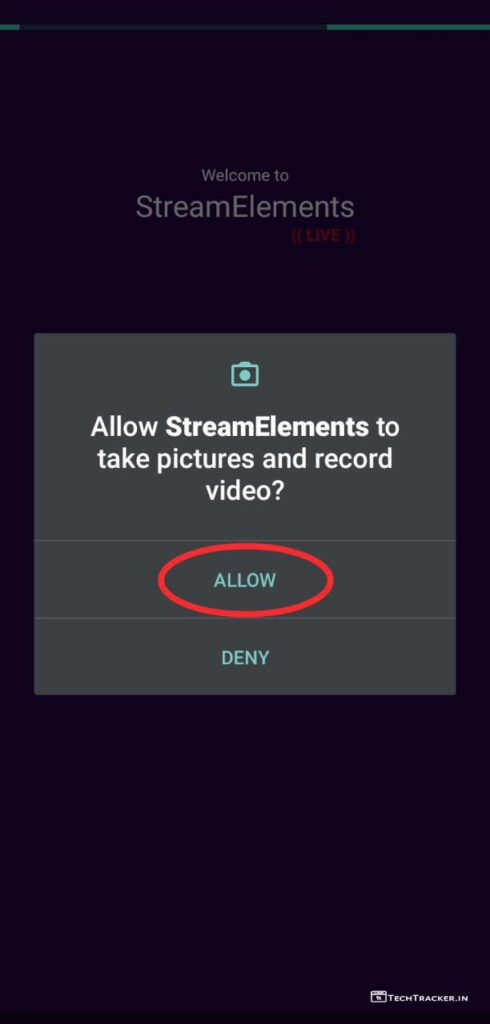 Welcome to
StreamElements
(( LIVE ))
Allow StreamElements to
take pictures and record
video?
ALLOW
DENY
TechTracker.in